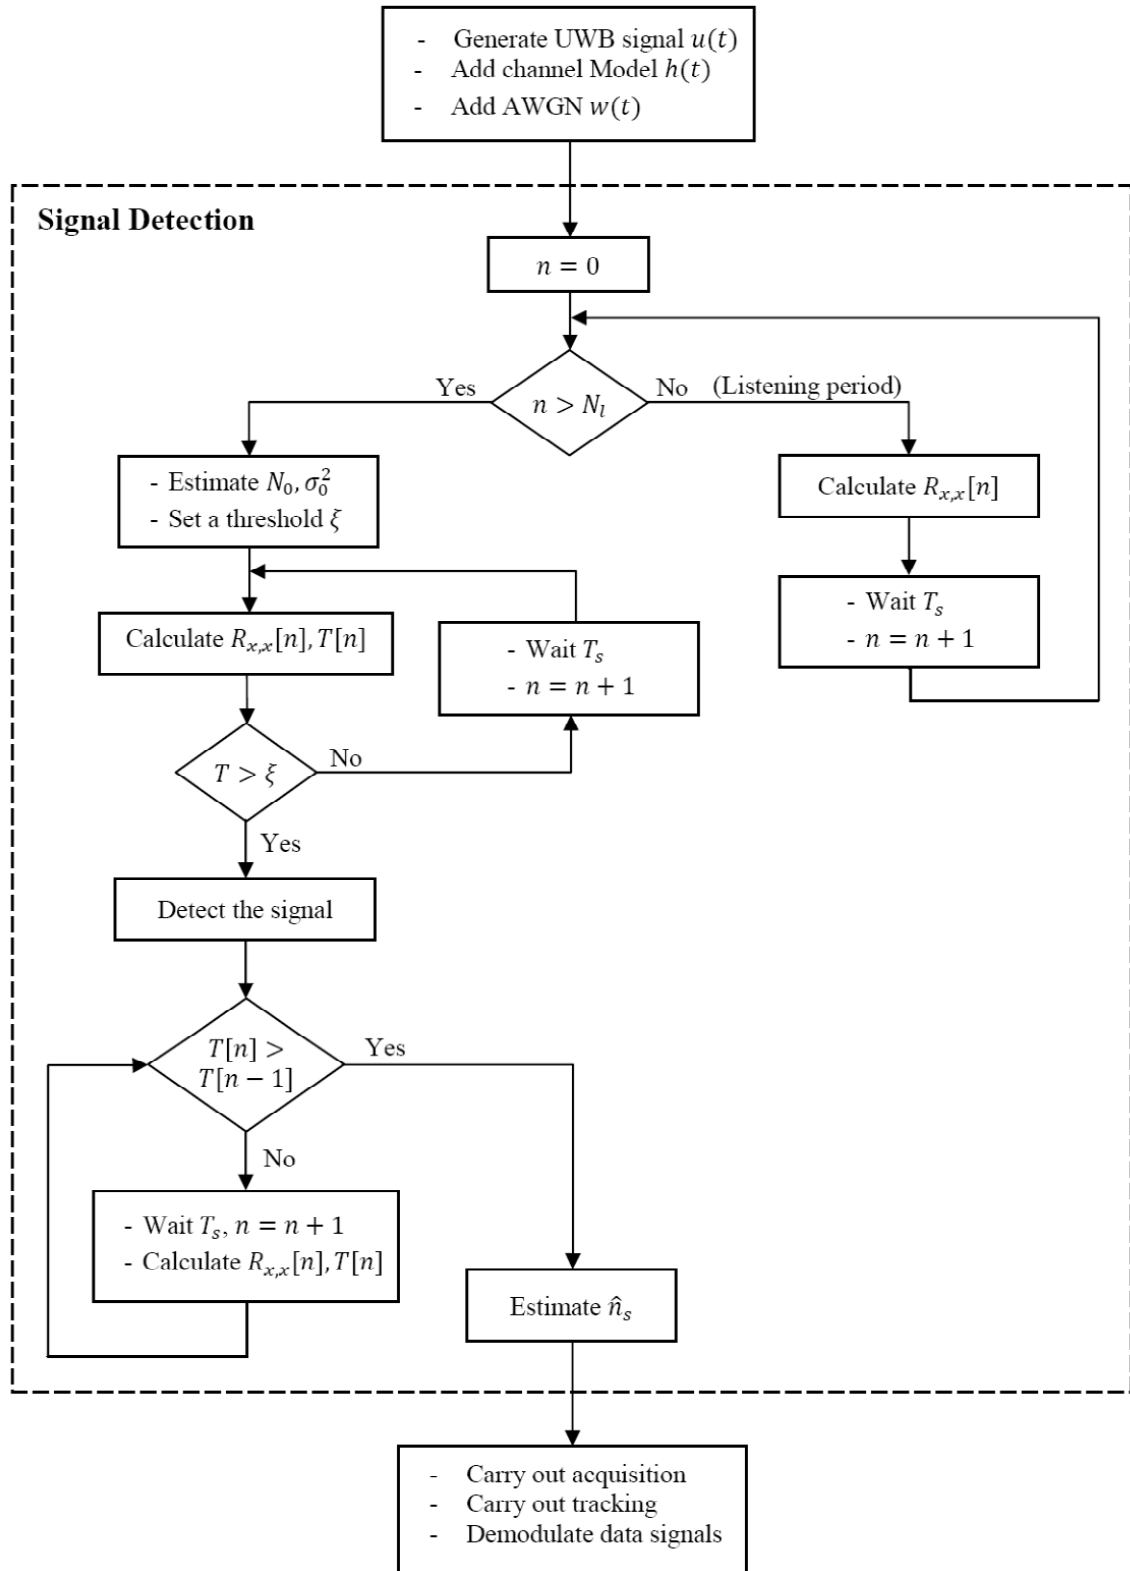 - Generate UWB signal u(t)
- Add channel Model h(t)
- Add AWGN w(t)
Signal Detection
n = 0
n > N_l
Yes
No
(Listening period)
- Estimate N_0, σ_0^2
- Set a threshold ξ
Calculate R_{x,x}[n]
- Wait T_s
- n = n + 1
Calculate R_{x,x}[n], T[n]
- Wait T_s
- n = n + 1
T > ξ
No
Yes
Detect the signal
T[n] >
T[n − 1]
Yes
No
- Wait T_s, n = n + 1
- Calculate R_{x,x}[n], T[n]
Estimate n̂_s
- Carry out acquisition
- Carry out tracking
- Demodulate data signals